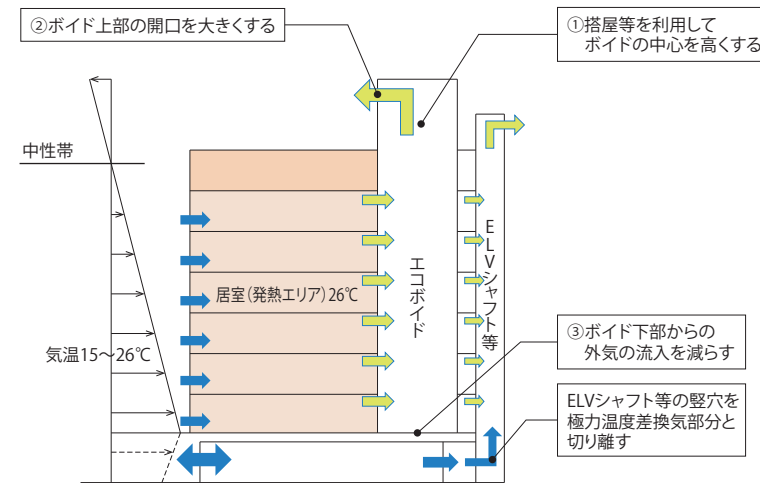 ②ボイド上部の開口を大きくする
①搭屋等を利用して
ボイドの中心を高くする
中性帯
居室(発熱エリア)26℃
エコボイド
ELVシャフト等
気温15～26℃
③ボイド下部からの
外気の流入を減らす
ELVシャフト等の竪穴を
極力温度差換気部分と
切り離す